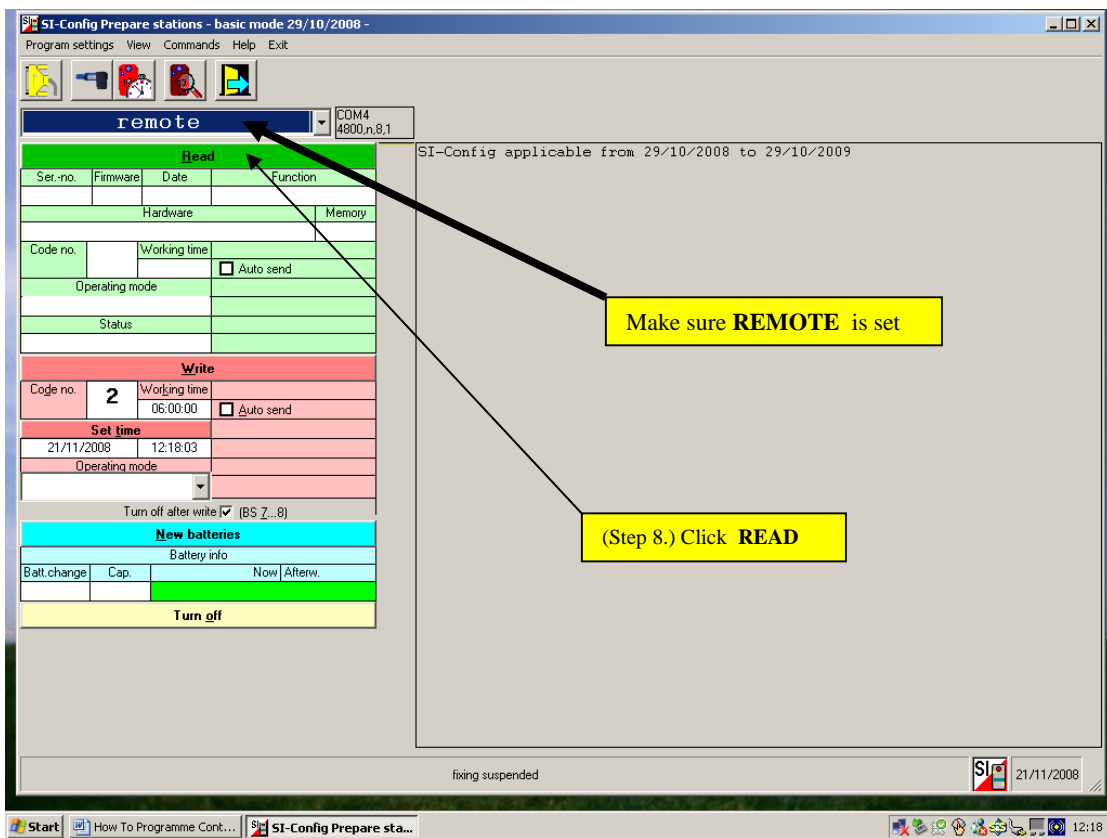 SI-Config Prepare stations - basic mode 29/10/2008 -
Program settings View Commands Help Exit
remote
COM4
4800,n,8,1
Read
Ser.-no. Firmware Date Function
Hardware Memory
Code no. Working time
Auto send
Operating mode
Status
Write
Code no. 2 Working time
06:00:00 Auto send
Set time
21/11/2008 12:18:03
Operating mode
Turn off after write (BS 7...8)
New batteries
Battery info
Batt.change Cap. Now Afterw.
Turn off
SI-Config applicable from 29/10/2008 to 29/10/2009
Make sure REMOTE is set
(Step 8.) Click READ
fixing suspended
SI
21/11/2008
Start How To Programme Cont... SI-Config Prepare sta... 12:18